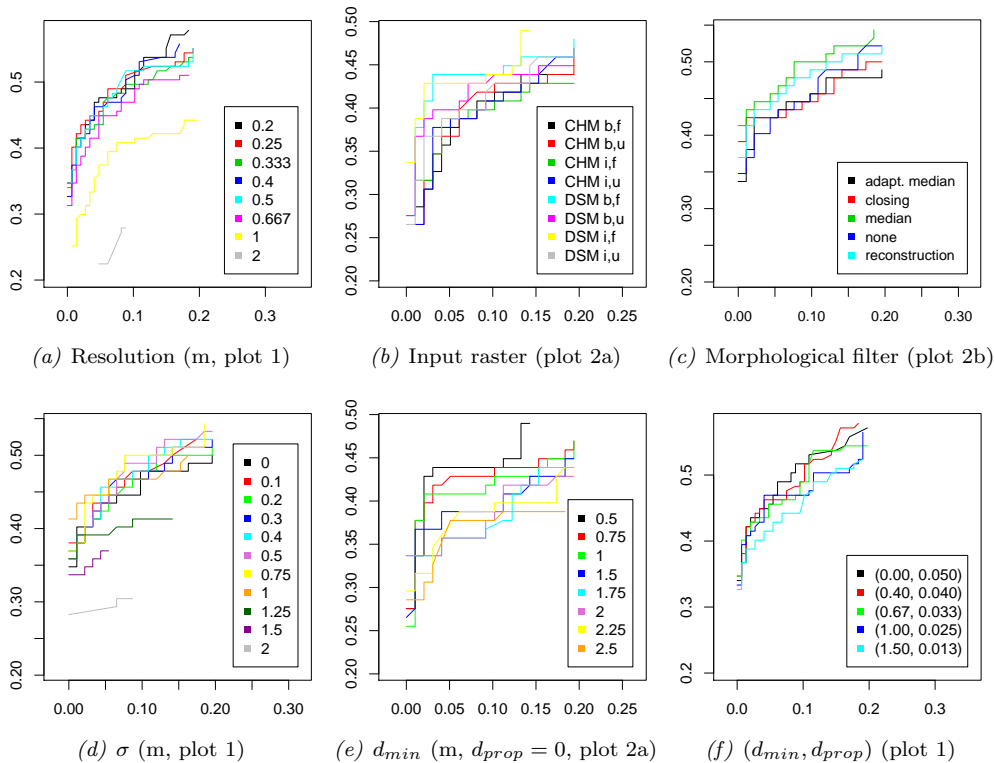 0.2 0.3 0.4 0.5
0.2
0.25
0.333
0.4
0.5
0.667
1
2
0.0 0.1 0.2 0.3
(a) Resolution (m, plot 1)
0.20 0.25 0.30 0.35 0.40 0.45 0.50
CHM b,f
CHM b,u
CHM i,f
CHM i,u
DSM b,f
DSM b,u
DSM i,f
DSM i,u
0.00 0.05 0.10 0.15 0.20 0.25
(b) Input raster (plot 2a)
0.20 0.30 0.40 0.50
adapt. median
closing
median
none
reconstruction
0.00 0.10 0.20 0.30
(c) Morphological filter (plot 2b)
0.20 0.30 0.40 0.50
0
0.1
0.2
0.3
0.4
0.5
0.75
1
1.25
1.5
2
0.00 0.10 0.20 0.30
(d) σ (m, plot 1)
0.20 0.25 0.30 0.35 0.40 0.45 0.50
0.5
0.75
1
1.5
1.75
2
2.25
2.5
0.00 0.05 0.10 0.15 0.20 0.25
(e) d_min (m, d_prop = 0, plot 2a)
0.2 0.3 0.4 0.5
(0.00, 0.050)
(0.40, 0.040)
(0.67, 0.033)
(1.00, 0.025)
(1.50, 0.013)
0.0 0.1 0.2 0.3
(f) (d_min, d_prop) (plot 1)